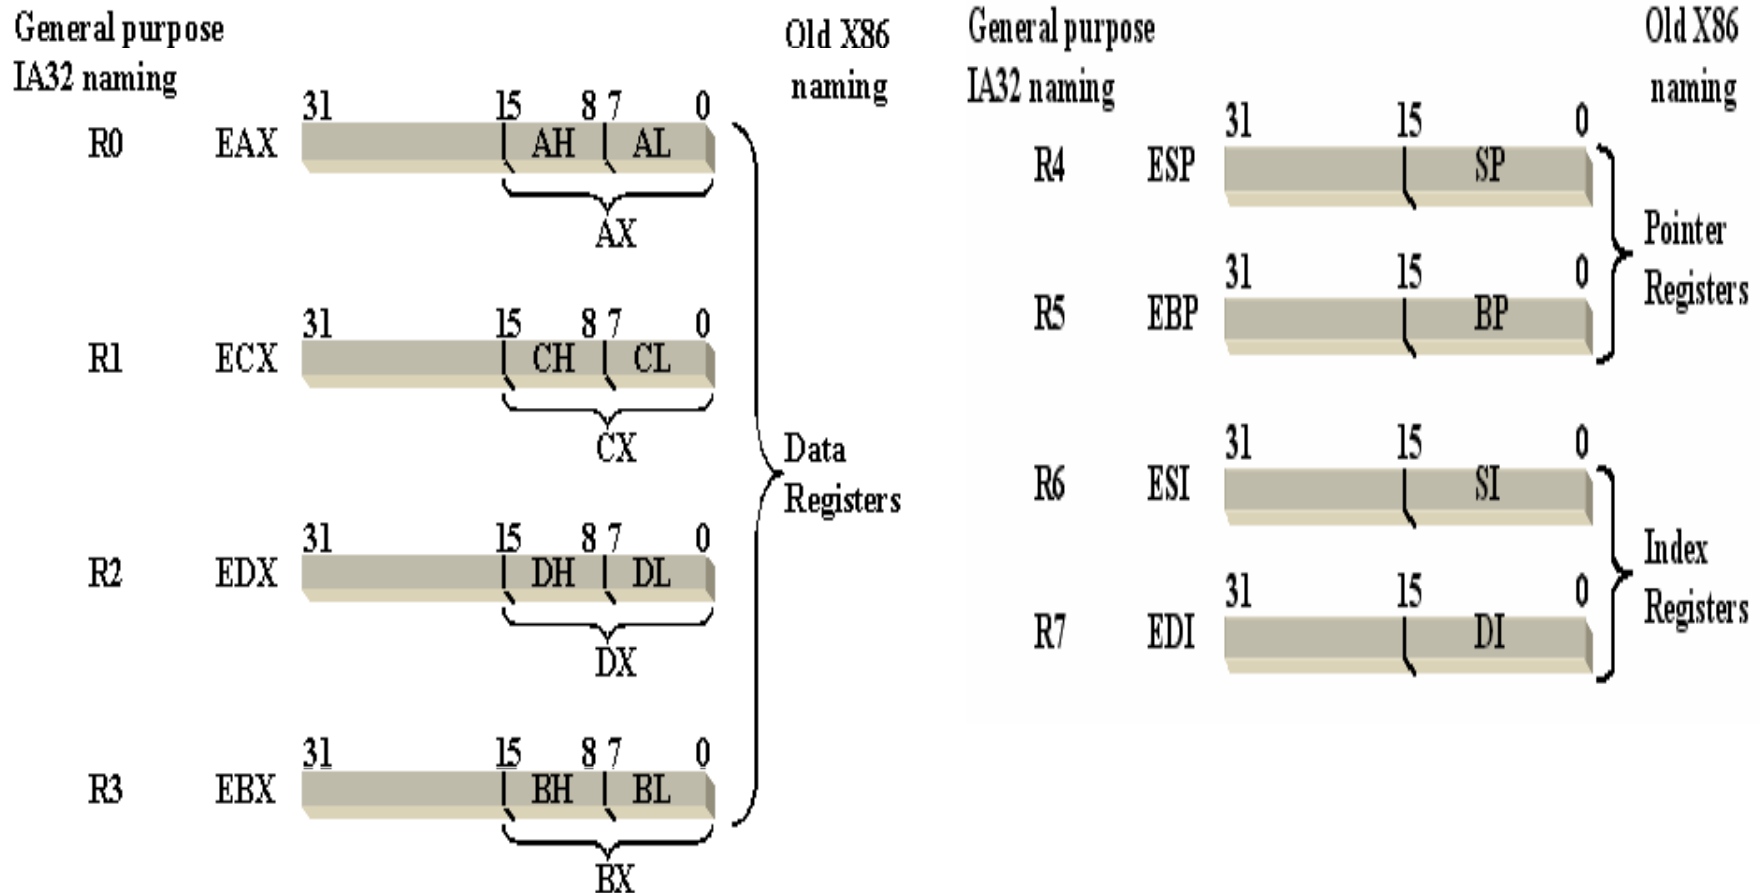 General purpose
IA32 naming
Old X86
naming
31 15 8 7 0
R0 EAX AH AL
AX
31 15 8 7 0
R1 ECX CH CL
CX
Data
Registers
31 15 8 7 0
R2 EDX DH DL
DX
31 15 8 7 0
R3 EBX BH BL
BX
General purpose
IA32 naming
Old X86
naming
31 15 0
R4 ESP SP
Pointer
Registers
31 15 0
R5 EBP BP
31 15 0
R6 ESI SI
Index
Registers
31 15 0
R7 EDI DI